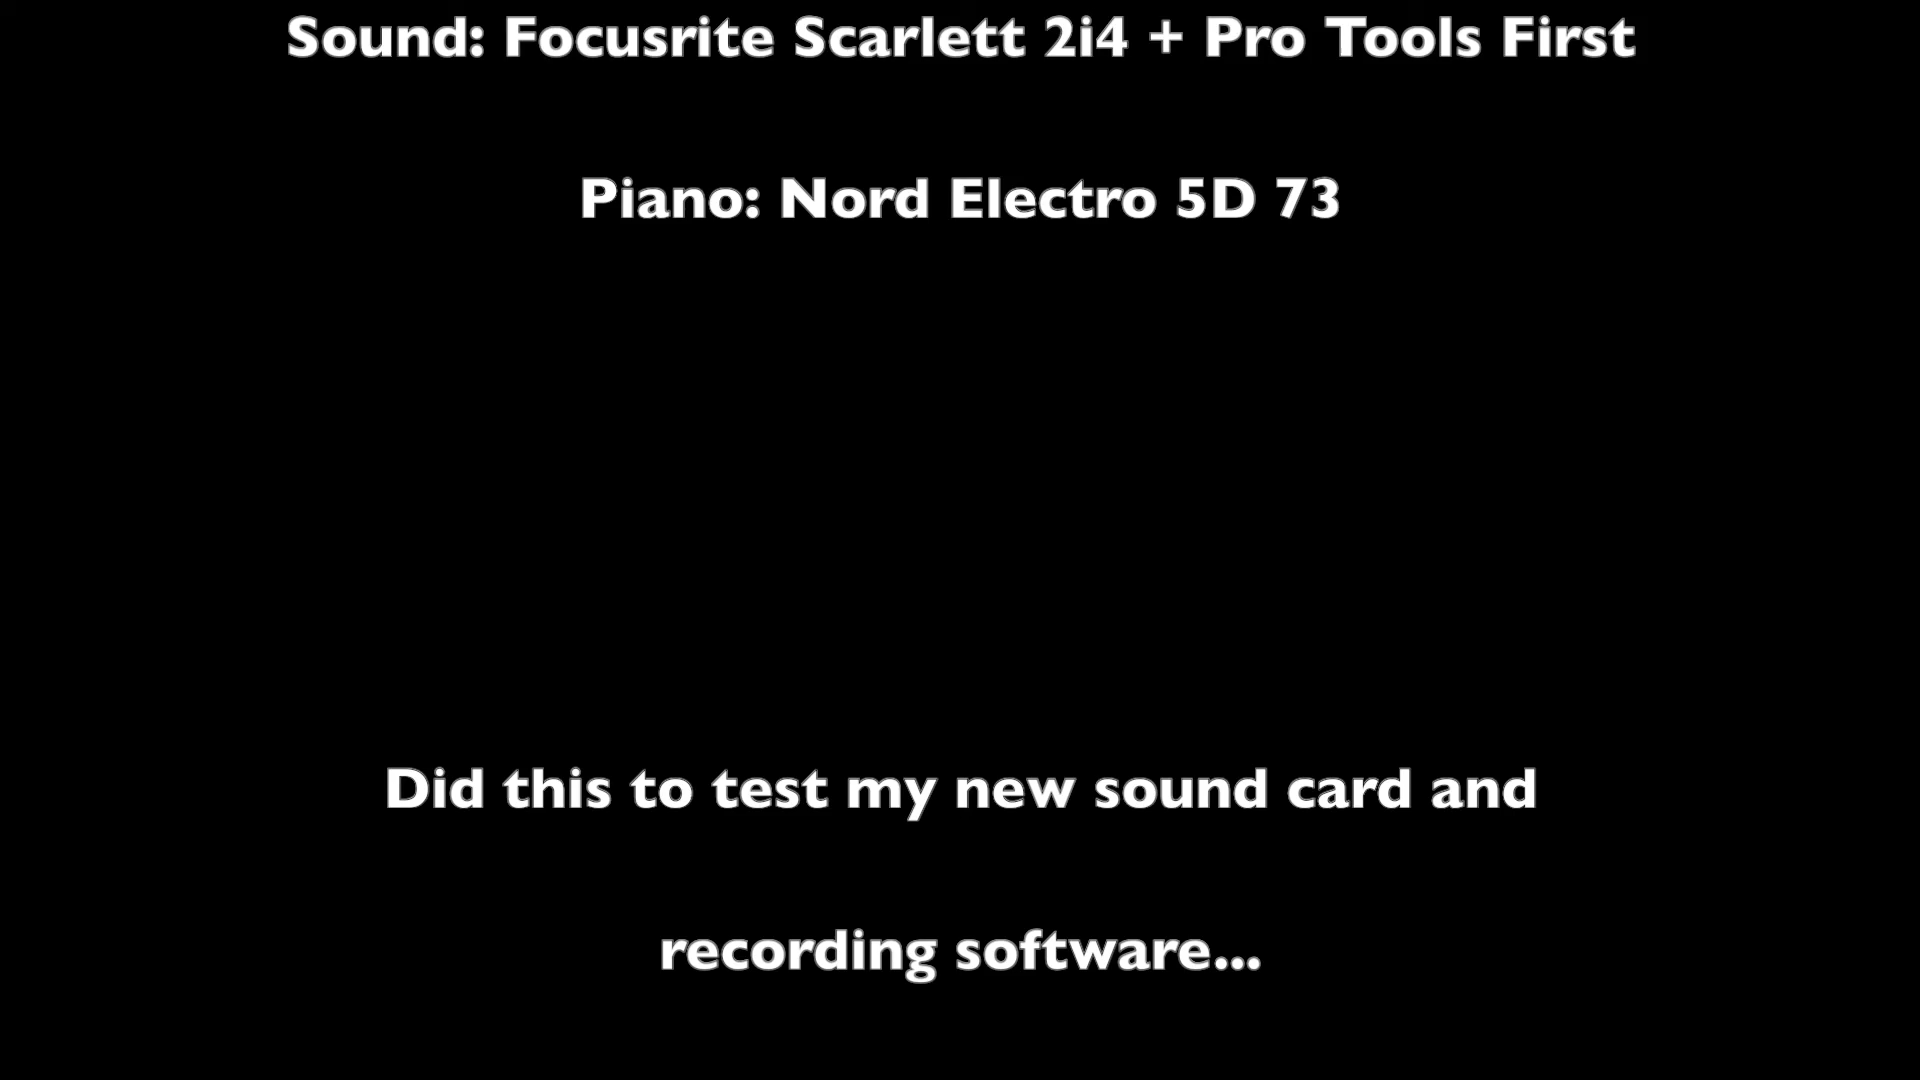 Sound: Focusrite Scarlett 2i4 + Pro Tools First
Piano: Nord Electro 5D 73
Did this to test my new sound card and
recording software...